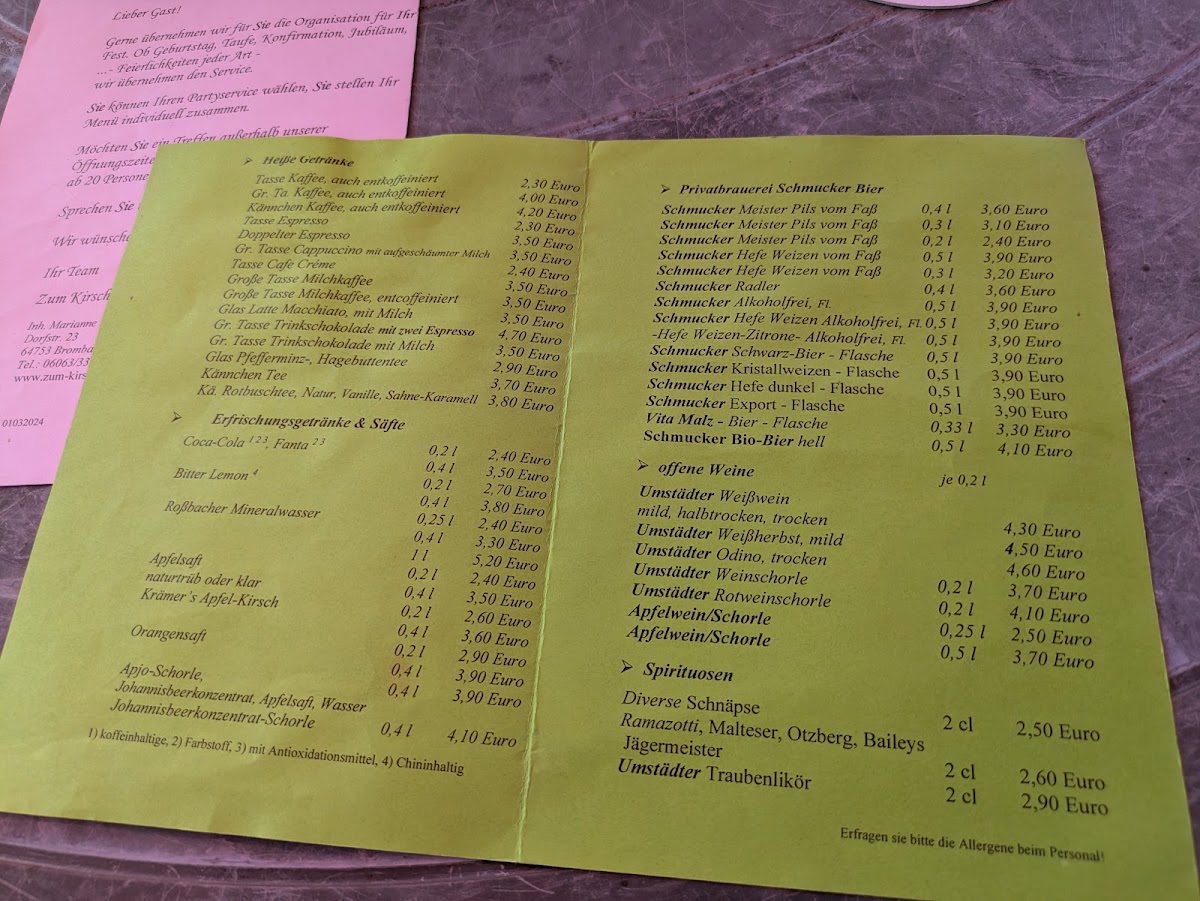 Lieber Gast!
Gerne übernehmen wir für Sie die Organisation für Ihr
Fest. Ob Geburtstag, Taufe, Konfirmation, Jubiläum,
...- Feierlichkeiten jeder Art -
wir übernehmen den Service.
Sie können Ihren Partyservice wählen, Sie stellen Ihr
Menü individuell zusammen.
Möchten Sie ein Treffen außerhalb unserer
Öffnungszeite
ab 20 Persone
Sprechen Sie
Wir wünsche
Ihr Team
Zum Kirsch
Inh. Marianne
Dorfstr. 23
64753 Bromba
Tel.: 06063/33
www.zum-kirs
01032024
➢ Heiße Getränke
Tasse Kaffee, auch entkoffeiniert 2,30 Euro
Gr. Ta. Kaffee, auch entkoffeiniert 4,00 Euro
Kännchen Kaffee, auch entkoffeiniert 4,20 Euro
Tasse Espresso 2,30 Euro
Doppelter Espresso 3,50 Euro
Gr. Tasse Cappuccino mit aufgeschäumter Milch 3,50 Euro
Tasse Cafe Créme 2,40 Euro
Große Tasse Milchkaffee 3,50 Euro
Große Tasse Milchkaffee, entcoffeiniert 3,50 Euro
Glas Latte Macchiato, mit Milch 3,50 Euro
Gr. Tasse Trinkschokolade mit zwei Espresso 4,70 Euro
Gr. Tasse Trinkschokolade mit Milch 3,50 Euro
Glas Pfefferminz-, Hagebuttentee 2,90 Euro
Kännchen Tee 3,70 Euro
Kä. Rotbuschtee, Natur, Vanille, Sahne-Karamell 3,80 Euro
➢ Erfrischungsgetränke & Säfte
Coca-Cola 1 2 3, Fanta 2 3 0,2 l 2,40 Euro
0,4 l 3,50 Euro
Bitter Lemon 4 0,2 l 2,70 Euro
0,4 l 3,80 Euro
Roßbacher Mineralwasser 0,25 l 2,40 Euro
0,4 l 3,30 Euro
1 l 5,20 Euro
Apfelsaft 0,2 l 2,40 Euro
naturtrüb oder klar 0,4 l 3,50 Euro
Krämer's Apfel-Kirsch 0,2 l 2,60 Euro
0,4 l 3,60 Euro
Orangensaft 0,2 l 2,90 Euro
0,4 l 3,90 Euro
Apjo-Schorle, 0,4 l 3,90 Euro
Johannisbeerkonzentrat, Apfelsaft, Wasser
Johannisbeerkonzentrat-Schorle 0,4 l 4,10 Euro
1) koffeinhaltige, 2) Farbstoff, 3) mit Antioxidationsmittel, 4) Chininhaltig
➢ Privatbrauerei Schmucker Bier
Schmucker Meister Pils vom Faß 0,4 l 3,60 Euro
Schmucker Meister Pils vom Faß 0,3 l 3,10 Euro
Schmucker Meister Pils vom Faß 0,2 l 2,40 Euro
Schmucker Hefe Weizen vom Faß 0,5 l 3,90 Euro
Schmucker Hefe Weizen vom Faß 0,3 l 3,20 Euro
Schmucker Radler 0,4 l 3,60 Euro
Schmucker Alkoholfrei, Fl. 0,5 l 3,90 Euro
Schmucker Hefe Weizen Alkoholfrei, Fl. 0,5 l 3,90 Euro
-Hefe Weizen-Zitrone- Alkoholfrei, Fl. 0,5 l 3,90 Euro
Schmucker Schwarz-Bier - Flasche 0,5 l 3,90 Euro
Schmucker Kristallweizen - Flasche 0,5 l 3,90 Euro
Schmucker Hefe dunkel - Flasche 0,5 l 3,90 Euro
Schmucker Export - Flasche 0,5 l 3,90 Euro
Vita Malz - Bier - Flasche 0,33 l 3,30 Euro
Schmucker Bio-Bier hell 0,5 l 4,10 Euro
➢ offene Weine je 0,2 l
Umstädter Weißwein
mild, halbtrocken, trocken 4,30 Euro
Umstädter Weißherbst, mild 4,50 Euro
Umstädter Odino, trocken 4,60 Euro
Umstädter Weinschorle 0,2 l 3,70 Euro
Umstädter Rotweinschorle 0,2 l 4,10 Euro
Apfelwein/Schorle 0,25 l 2,50 Euro
Apfelwein/Schorle 0,5 l 3,70 Euro
➢ Spirituosen
Diverse Schnäpse 2 cl 2,50 Euro
Ramazotti, Malteser, Otzberg, Baileys
Jägermeister 2 cl 2,60 Euro
Umstädter Traubenlikör 2 cl 2,90 Euro
Erfragen sie bitte die Allergene beim Personal!